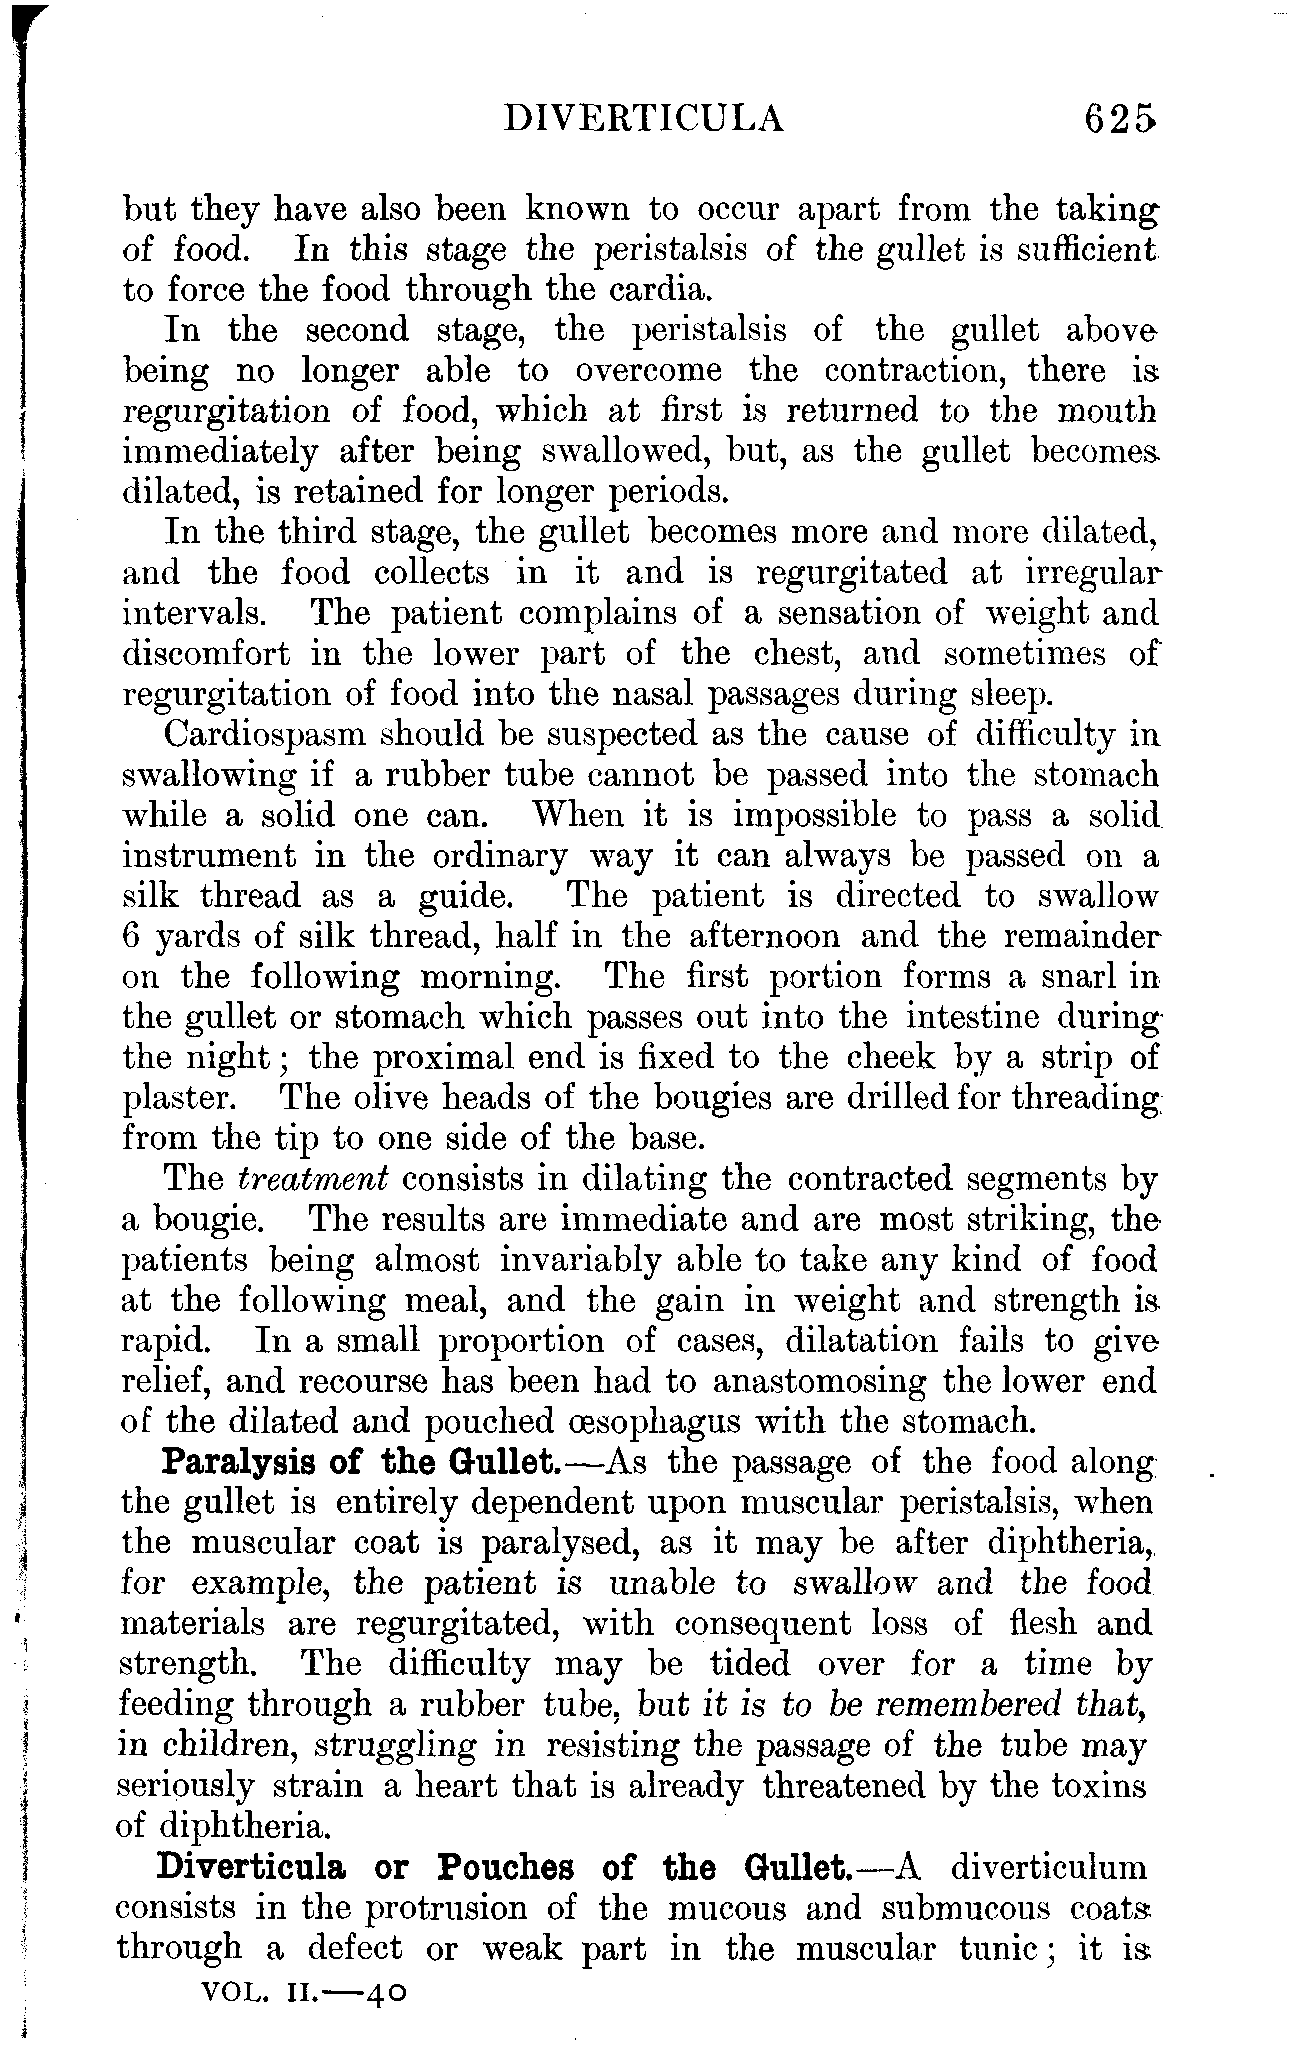 DIVERTICULA 625
but they have also been known to occur apart from the taking
of food. In this stage the peristalsis of the gullet is sufficient
to force the food through the cardia.
In the second stage, the peristalsis of the gullet above
being no longer able to overcome the contraction, there is
regurgitation of food, which at first is returned to the mouth
immediately after being swallowed, but, as the gullet becomes
dilated, is retained for longer periods.
In the third stage, the gullet becomes more and more dilated,
and the food collects in it and is regurgitated at irregular
intervals. The patient complains of a sensation of weight and
discomfort in the lower part of the chest, and sometimes of
regurgitation of food into the nasal passages during sleep.
Cardiospasm should be suspected as the cause of difficulty in
swallowing if a rubber tube cannot be passed into the stomach
while a solid one can. When it is impossible to pass a solid
instrument in the ordinary way it can always be passed on a
silk thread as a guide. The patient is directed to swallow
6 yards of silk thread, half in the afternoon and the remainder
on the following morning. The first portion forms a snarl in
the gullet or stomach which passes out into the intestine during
the night; the proximal end is fixed to the cheek by a strip of
plaster. The olive heads of the bougies are drilled for threading
from the tip to one side of the base.
The treatment consists in dilating the contracted segments by
a bougie. The results are immediate and are most striking, the
patients being almost invariably able to take any kind of food
at the following meal, and the gain in weight and strength is
rapid. In a small proportion of cases, dilatation fails to give
relief, and recourse has been had to anastomosing the lower end
of the dilated and pouched œsophagus with the stomach.
Paralysis of the Gullet.—As the passage of the food along
the gullet is entirely dependent upon muscular peristalsis, when
the muscular coat is paralysed, as it may be after diphtheria,
for example, the patient is unable to swallow and the food
materials are regurgitated, with consequent loss of flesh and
strength. The difficulty may be tided over for a time by
feeding through a rubber tube, but it is to be remembered that,
in children, struggling in resisting the passage of the tube may
seriously strain a heart that is already threatened by the toxins
of diphtheria.
Diverticula or Pouches of the Gullet.—A diverticulum
consists in the protrusion of the mucous and submucous coats
through a defect or weak part in the muscular tunic; it is
VOL. II.—40